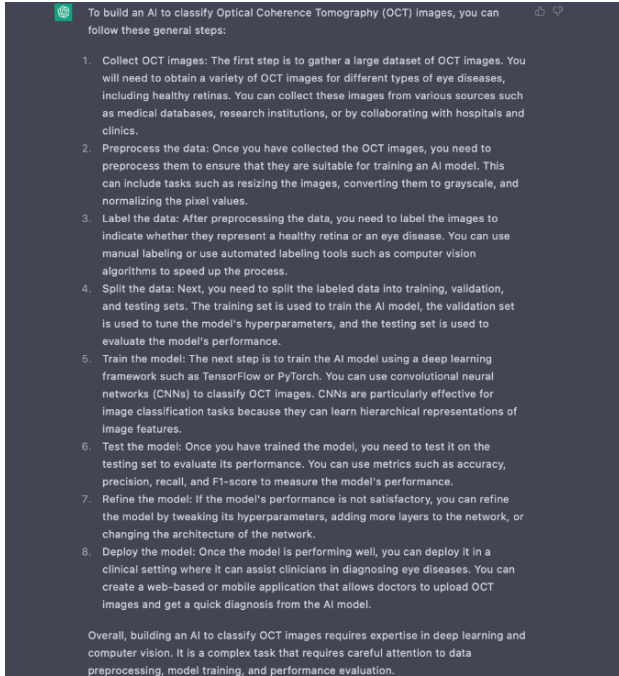 To build an AI to classify Optical Coherence Tomography (OCT) images, you can
follow these general steps:
1. Collect OCT images: The first step is to gather a large dataset of OCT images. You
will need to obtain a variety of OCT images for different types of eye diseases,
including healthy retinas. You can collect these images from various sources such
as medical databases, research institutions, or by collaborating with hospitals and
clinics.
2. Preprocess the data: Once you have collected the OCT images, you need to
preprocess them to ensure that they are suitable for training an AI model. This
can include tasks such as resizing the images, converting them to grayscale, and
normalizing the pixel values.
3. Label the data: After preprocessing the data, you need to label the images to
indicate whether they represent a healthy retina or an eye disease. You can use
manual labeling or use automated labeling tools such as computer vision
algorithms to speed up the process.
4. Split the data: Next, you need to split the labeled data into training, validation,
and testing sets. The training set is used to train the AI model, the validation set
is used to tune the model's hyperparameters, and the testing set is used to
evaluate the model's performance.
5. Train the model: The next step is to train the AI model using a deep learning
framework such as TensorFlow or PyTorch. You can use convolutional neural
networks (CNNs) to classify OCT images. CNNs are particularly effective for
image classification tasks because they can learn hierarchical representations of
image features.
6. Test the model: Once you have trained the model, you need to test it on the
testing set to evaluate its performance. You can use metrics such as accuracy,
precision, recall, and F1-score to measure the model's performance.
7. Refine the model: If the model's performance is not satisfactory, you can refine
the model by tweaking its hyperparameters, adding more layers to the network, or
changing the architecture of the network.
8. Deploy the model: Once the model is performing well, you can deploy it in a
clinical setting where it can assist clinicians in diagnosing eye diseases. You can
create a web-based or mobile application that allows doctors to upload OCT
images and get a quick diagnosis from the AI model.
Overall, building an AI to classify OCT images requires expertise in deep learning and
computer vision. It is a complex task that requires careful attention to data
preprocessing, model training, and performance evaluation.